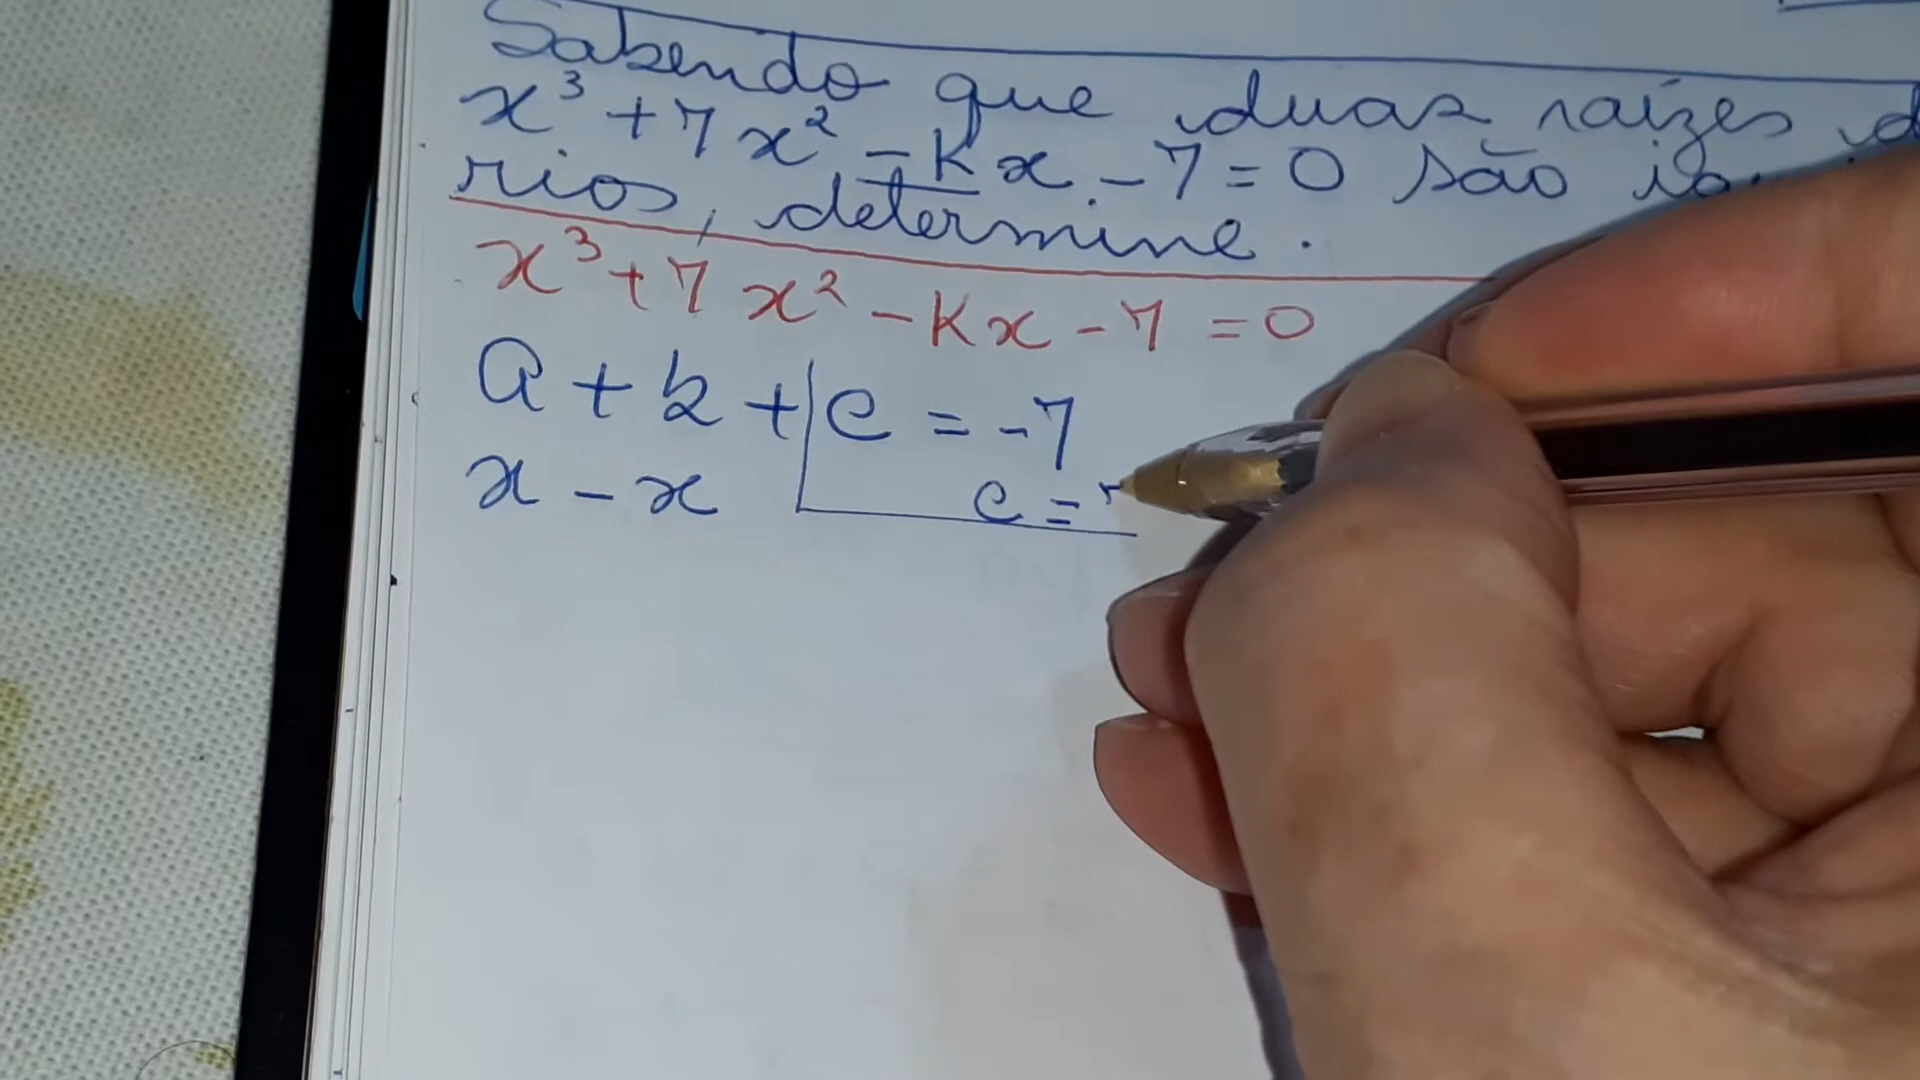 Sabendo que duas raízes
x³ + 7x² - Kx - 7 = 0 são
rios, determine.
x³ + 7x² - Kx - 7 = 0
a + b + c = -7
x - x c =